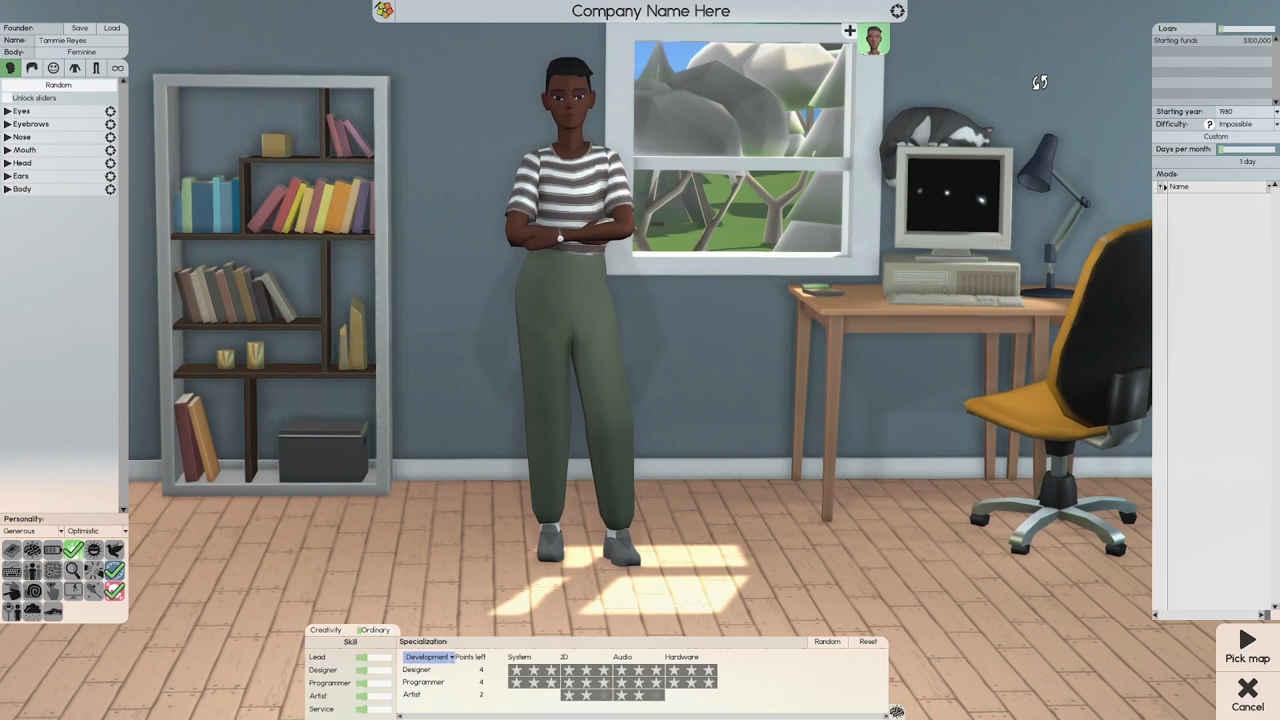 Company Name Here
Founder:
Save
Load
Name:
Tammie Reyes
Body:
Feminine
Random
Unlock sliders
Eyes
Eyebrows
Nose
Mouth
Head
Ears
Body
Personality:
Generous
Optimistic
Loan:
Starting funds
$100,000
Starting year:
1980
Difficulty:
?
Impossible
Custom
Days per month:
1 day
Mods:
Name
Creativity
Ordinary
Skill
Lead
Designer
Programmer
Artist
Service
Specialization:
Random
Reset
Development
Points left
System
2D
Audio
Hardware
Designer
4
Programmer
4
Artist
2
Pick map
Cancel